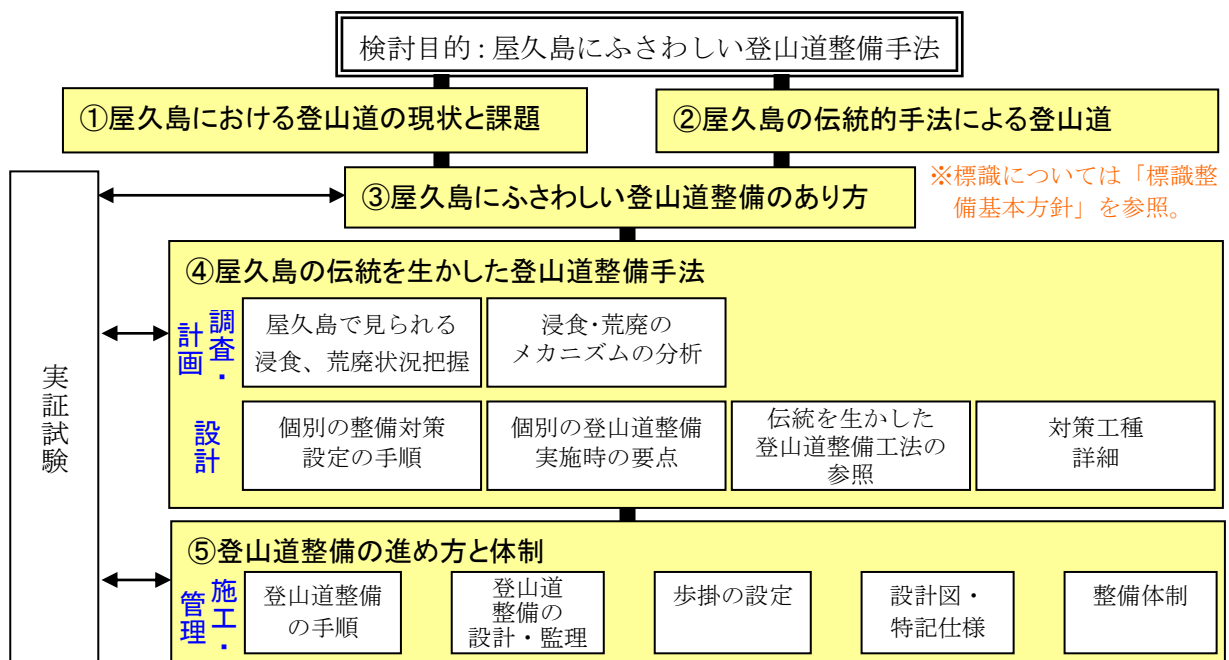 検討目的:屋久島にふさわしい登山道整備手法
①屋久島における登山道の現状と課題
②屋久島の伝統的手法による登山道
③屋久島にふさわしい登山道整備のあり方
※標識については「標識整
備基本方針」を参照。
実証試験
④屋久島の伝統を生かした登山道整備手法
調査・
計画
屋久島で見られる
浸食、荒廃状況把握
浸食・荒廃の
メカニズムの分析
設計
個別の整備対策
設定の手順
個別の登山道整備
実施時の要点
伝統を生かした
登山道整備工法の
参照
対策工種
詳細
⑤登山道整備の進め方と体制
施工・
管理
登山道整備
の手順
登山道
整備の
設計・監理
歩掛の設定
設計図・
特記仕様
整備体制